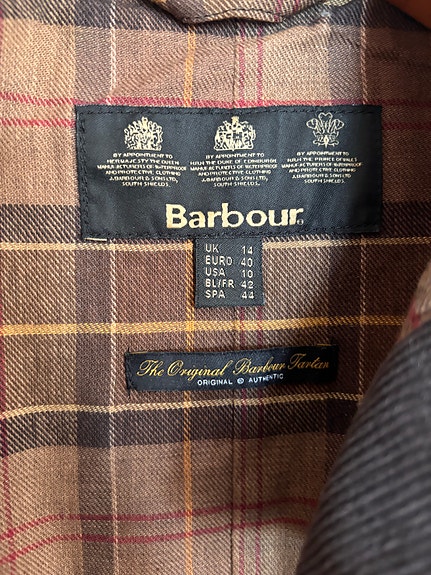 BY APPOINTMENT TO
HER MAJESTY THE QUEEN
MANUFACTURERS OF WATERPROOF
AND PROTECTIVE CLOTHING
J.BARBOUR & SONS LTD
SOUTH SHIELDS.
BY APPOINTMENT TO
H.R.H. THE DUKE OF EDINBURGH
MANUFACTURERS OF WATERPROOF
AND PROTECTIVE CLOTHING
J.BARBOUR & SONS LTD
SOUTH SHIELDS.
BY APPOINTMENT TO
H.R.H. THE PRINCE OF WALES
MANUFACTURERS OF WATERPROOF
AND PROTECTIVE CLOTHING
J.BARBOUR & SONS LTD
SOUTH SHIELDS.
Barbour®
UK 14
EURO 40
USA 10
BL/FR 42
SPA 44
The Original Barbour Tartan
ORIGINAL & AUTHENTIC